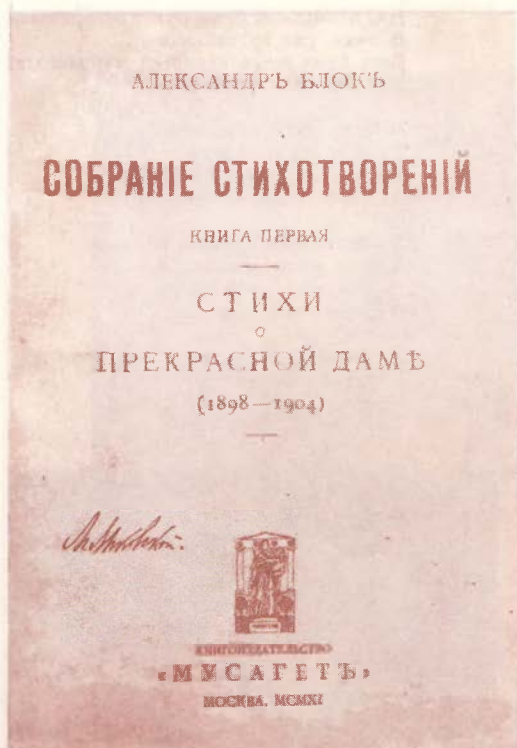 АЛЕКСАНДРЪ БЛОКЪ
СОБРАНІЕ СТИХОТВОРЕНІЙ
КНИГА ПЕРВАЯ
СТИХИ
О
ПРЕКРАСНОЙ ДАМѢ
(1898—1904)
КНИГОИЗДАТЕЛЬСТВО
«МУСАГЕТЪ»
МОСКВА. MCMXI